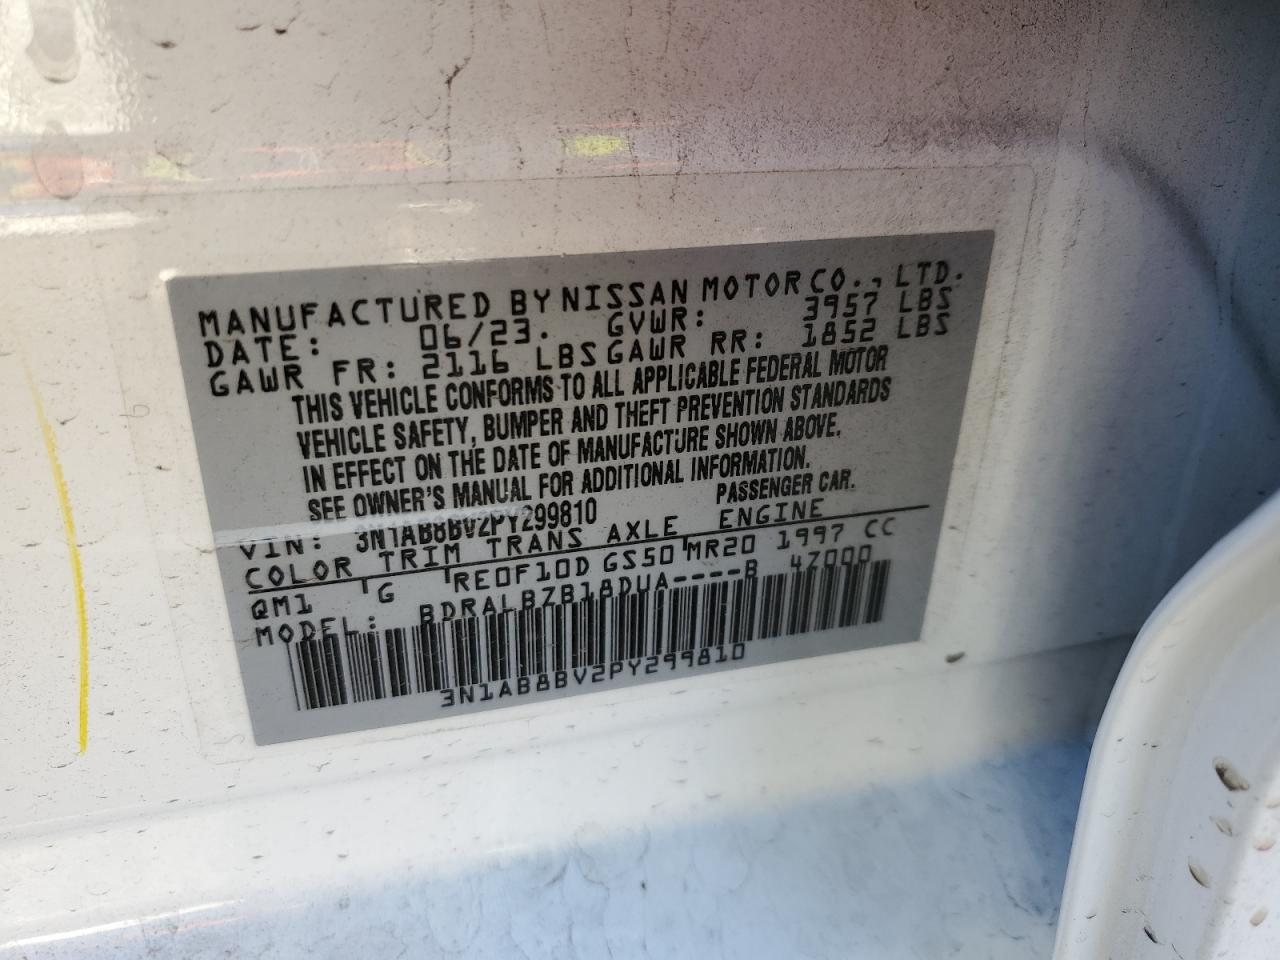 MANUFACTURED BY NISSAN MOTOR CO., LTD.
DATE: 06/23. GVWR: 3957 LBS
GAWR FR: 2116 LBS GAWR RR: 1852 LBS
THIS VEHICLE CONFORMS TO ALL APPLICABLE FEDERAL MOTOR
VEHICLE SAFETY, BUMPER AND THEFT PREVENTION STANDARDS
IN EFFECT ON THE DATE OF MANUFACTURE SHOWN ABOVE.
SEE OWNER'S MANUAL FOR ADDITIONAL INFORMATION.
VIN: 3N1AB8BV2PY299810 PASSENGER CAR.
COLOR TRIM TRANS AXLE ENGINE
QM1 G RE0F10D GS50 MR20 1997 CC
MODEL: BDRALBZB18DUA----B 47000
3N1AB8BV2PY299810